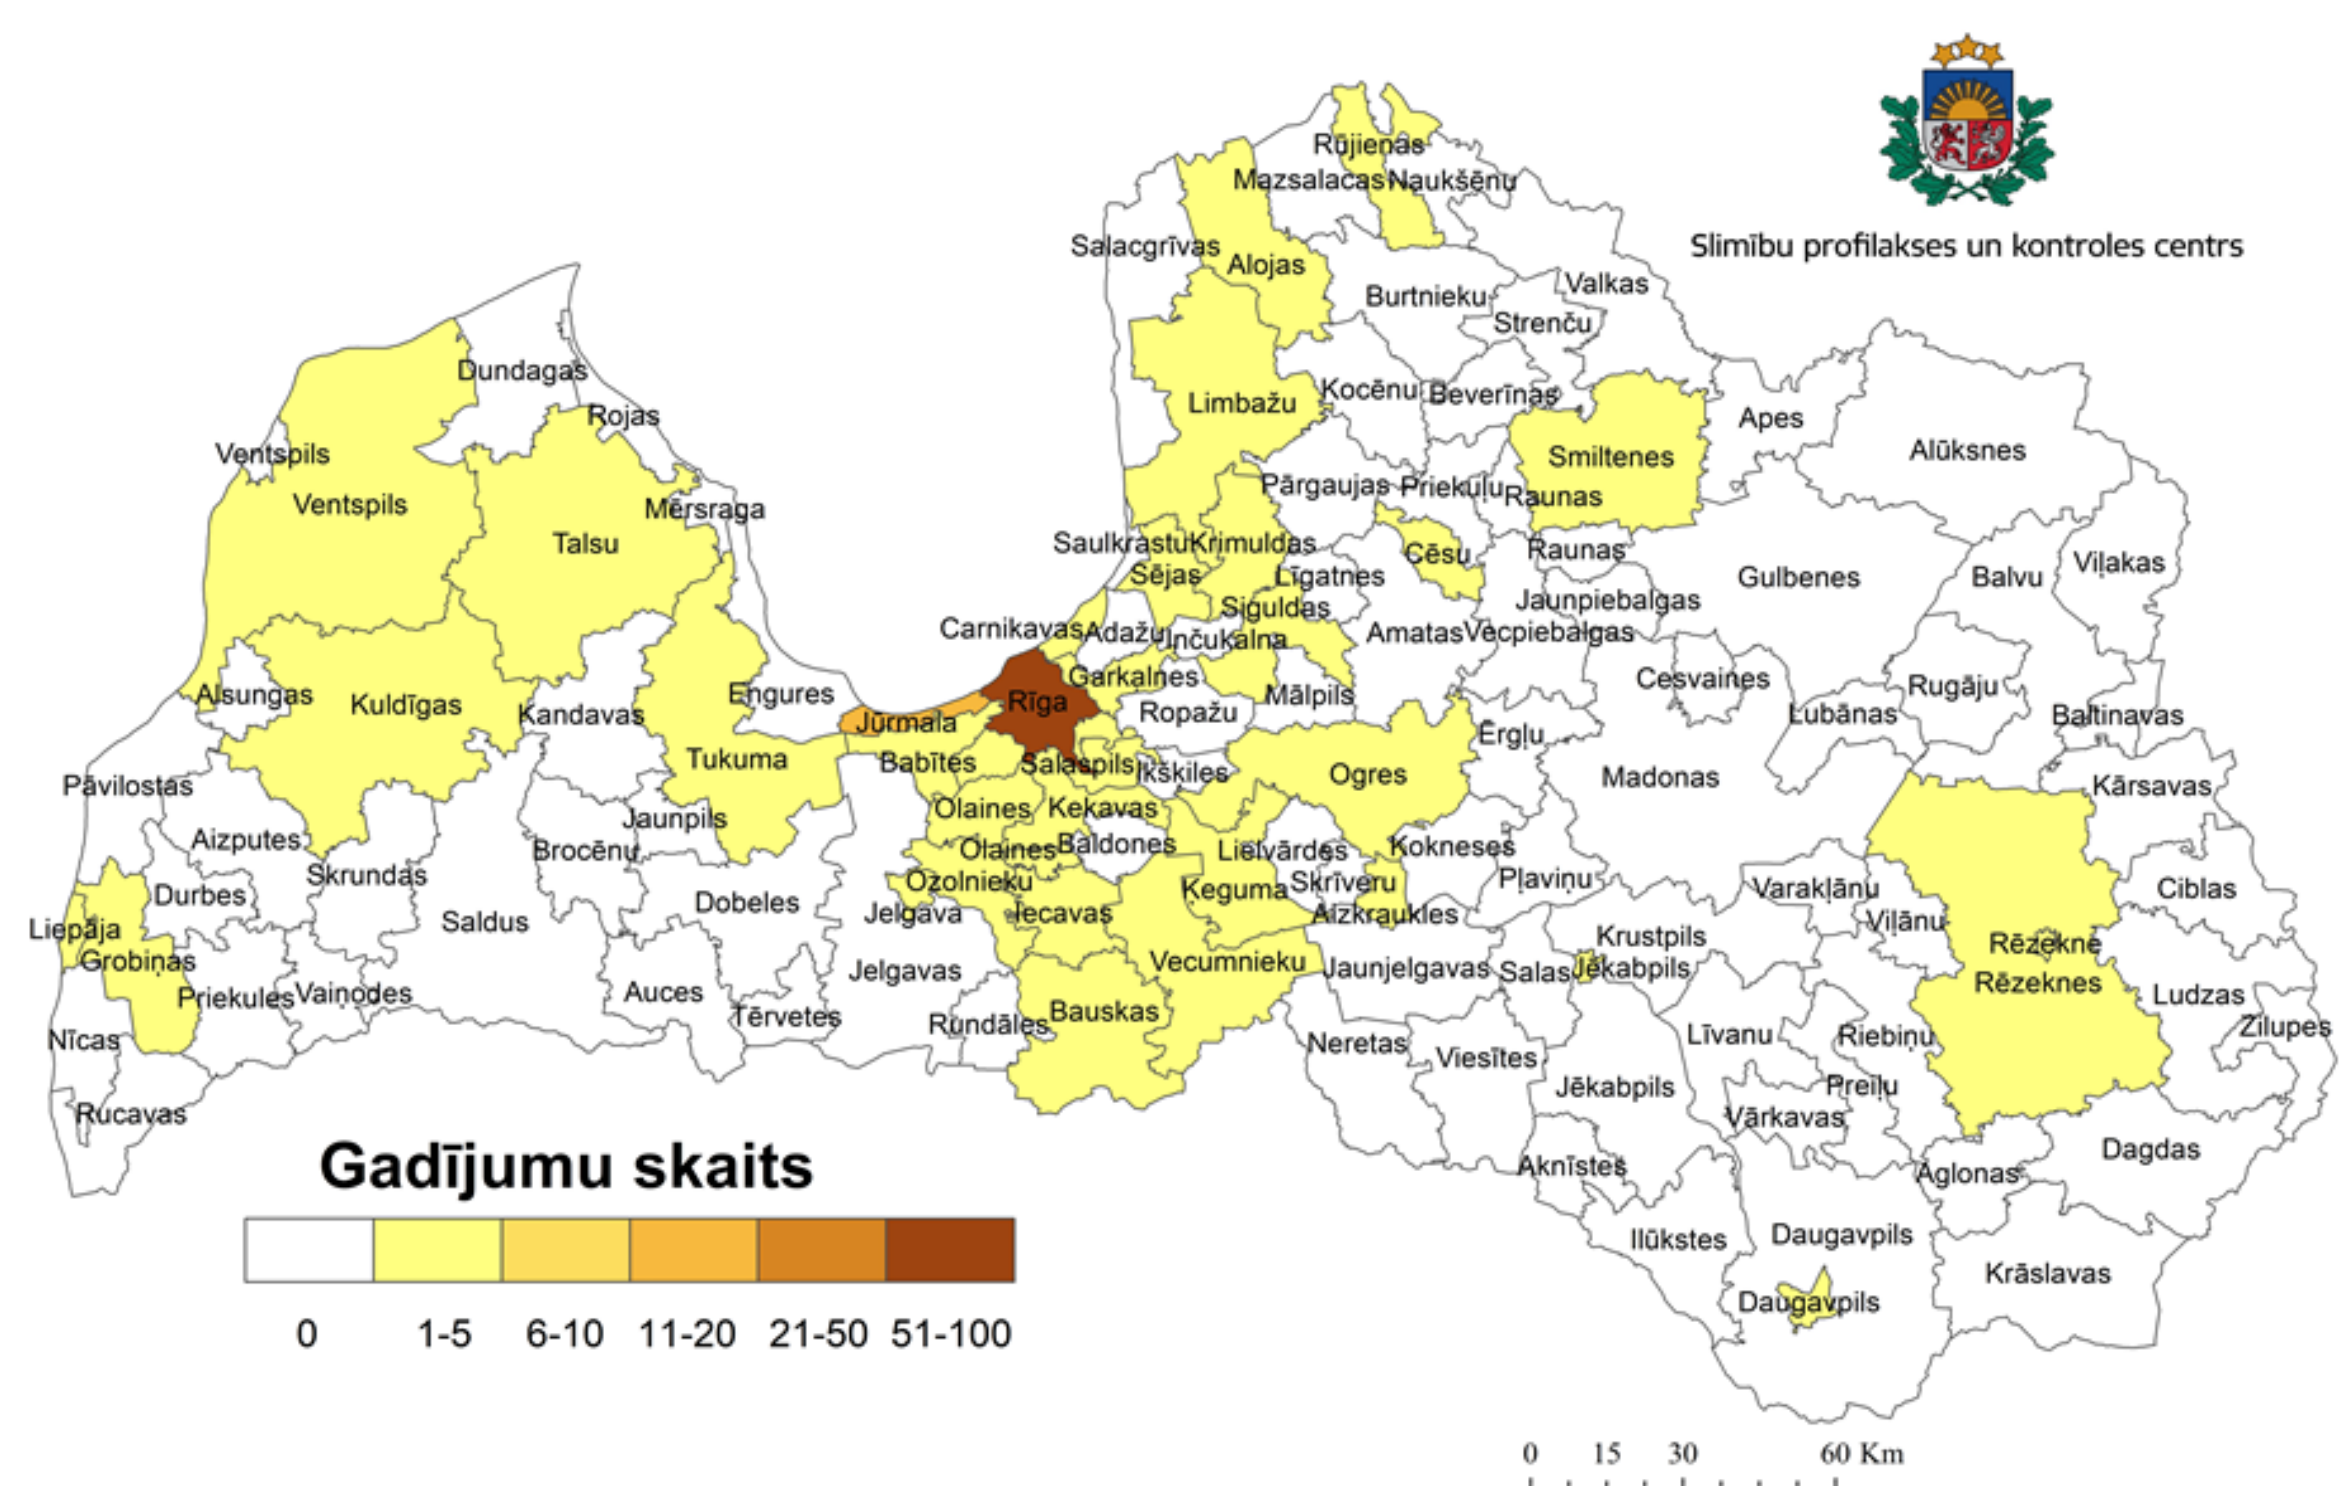 Slimību profilakses un kontroles centrs
Rūjienas
Mazsalacas
Naukšēnu
Salacgrīvas
Alojas
Burtnieku
Valkas
Strenču
Dundagas
Rojas
Limbažu
Kocēnu
Beverīnas
Apes
Alūksnes
Ventspils
Ventspils
Smiltenes
Pārgaujas
Priekuļu
Raunas
Mērsraga
Talsu
Saulkrastu
Krimuldas
Cēsu
Raunas
Sējas
Līgatnes
Gulbenes
Balvu
Viļakas
Siguldas
Jaunpiebalgas
Carnikavas
Ādažu
Inčukalna
Amatas
Vecpiebalgas
Garkalnes
Cesvaines
Rugāju
Alsungas
Kuldīgas
Engures
Rīga
Mālpils
Kandavas
Jūrmala
Ropažu
Ērgļu
Lubānas
Baltinavas
Tukuma
Babītes
Salaspils
Ikšķiles
Ogres
Madonas
Pāvilostas
Kārsavas
Olaines
Ķekavas
Jaunpils
Aizputes
Brocēnu
Olaines
Baldones
Lielvārdes
Kokneses
Skrundas
Durbes
Ozolnieku
Ķeguma
Skrīveru
Pļaviņu
Varakļānu
Ciblas
Dobeles
Saldus
Jelgava
Iecavas
Aizkraukles
Viļānu
Liepāja
Krustpils
Rēzekne
Grobiņas
Vecumnieku
Jaunjelgavas
Salas
Jēkabpils
Rēzeknes
Jelgavas
Priekules
Vaiņodes
Auces
Ludzas
Tērvetes
Rundāles
Bauskas
Zilupes
Nīcas
Neretas
Viesītes
Līvanu
Riebiņu
Jēkabpils
Preiļu
Rucavas
Vārkavas
Aknīstes
Aglonas
Dagdas
Ilūkstes
Daugavpils
Krāslavas
Daugavpils
Gadījumu skaits
0 1-5 6-10 11-20 21-50 51-100
0 15 30 60 Km